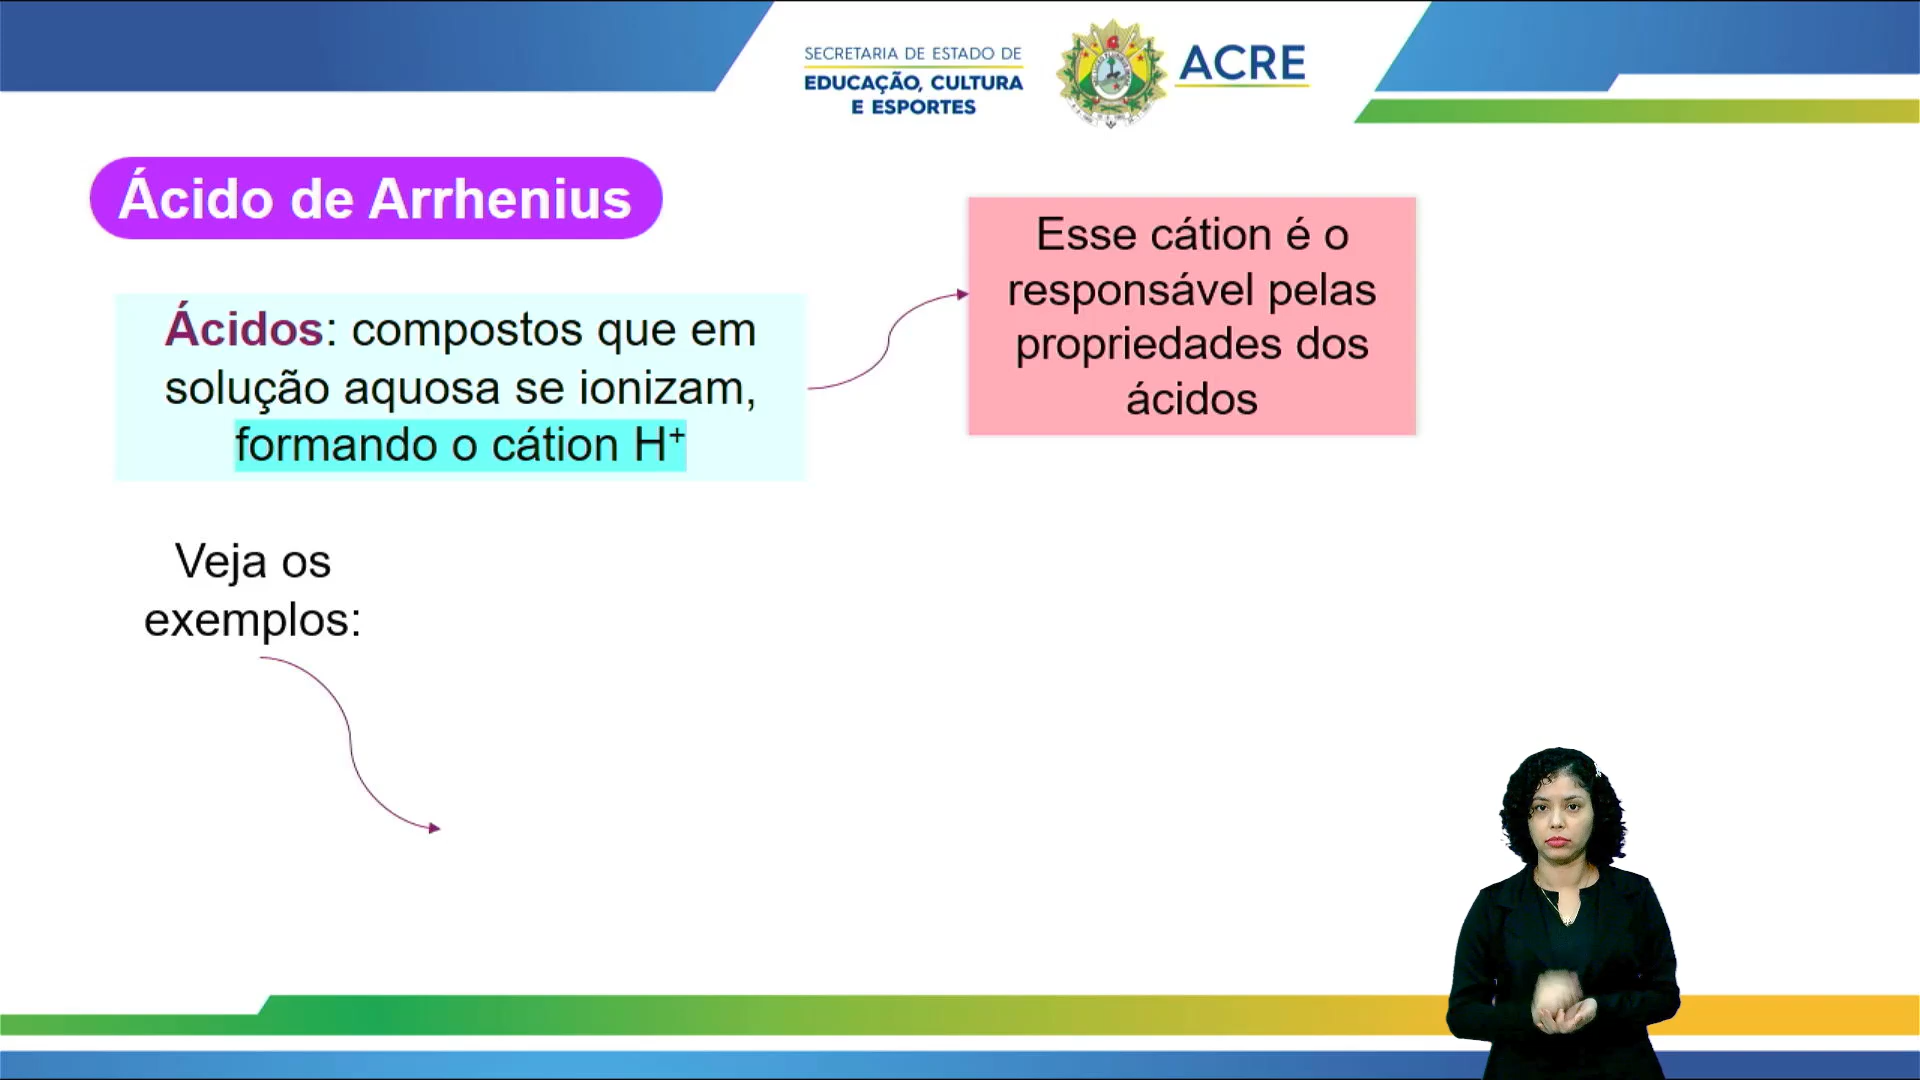 SECRETARIA DE ESTADO DE
EDUCAÇÃO, CULTURA
E ESPORTES
ACRE
Ácido de Arrhenius
Ácidos: compostos que em
solução aquosa se ionizam,
formando o cátion H⁺
Esse cátion é o
responsável pelas
propriedades dos
ácidos
Veja os
exemplos: